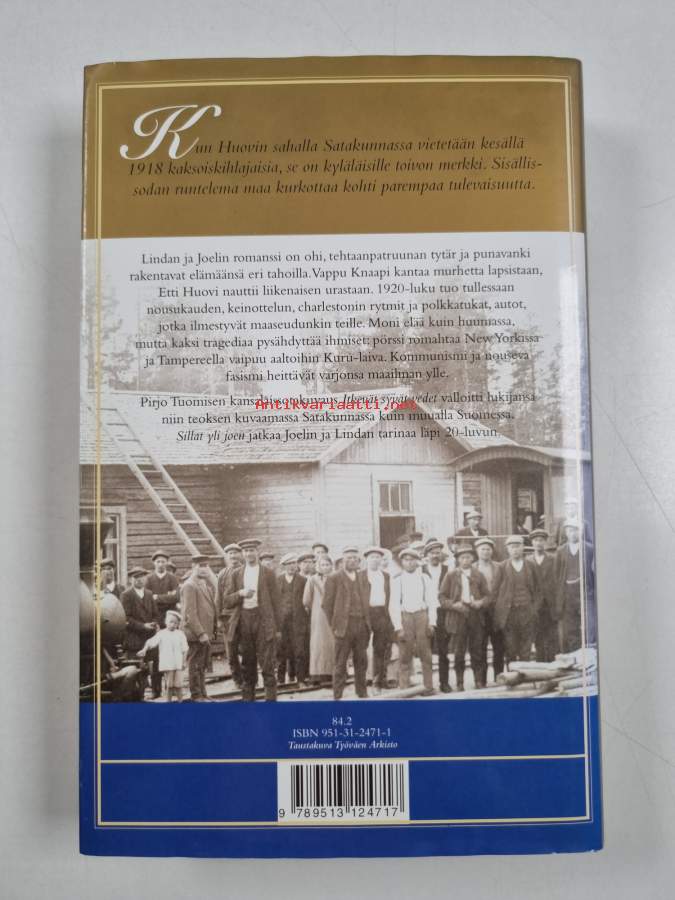 Kun Huovin sahalla Satakunnassa vietetään kesällä
1918 kaksoiskihlajaisia, se on kyläläisille toivon merkki. Sisällis-
sodan runtelema maa kurkottaa kohti parempaa tulevaisuutta.
Lindan ja Joelin romanssi on ohi, tehtaanpatruunan tytär ja punavanki
rakentavat elämäänsä eri tahoilla. Vappu Knaapi kantaa murhetta lapsistaan,
Etti Huovi nauttii liikenaisen urastaan. 1920-luku tuo tullessaan
nousukauden, keinottelun, charlestonin rytmit ja polkkatukat, autot,
jotka ilmestyvät maaseudunkin teille. Moni elää kuin huumassa,
mutta kaksi tragediaa pysähdyttää ihmiset: pörssi romahtaa New Yorkissa
ja Tampereella vaipuu aaltoihin Kuru-laiva. Kommunismi ja nouseva
fasismi heittävät varjonsa maailman ylle.
Pirjo Tuomisen kansalaissotakuvaus Itkevät syvät vedet valloitti lukijansa
Antikvariaatti.net
niin teoksen kuvaamassa Satakunnassa kuin muualla Suomessa.
Sillat yli joen jatkaa Joelin ja Lindan tarinaa läpi 20-luvun.
84.2
ISBN 951-31-2471-1
Taustakuva Työväen Arkisto
9 789513 124717